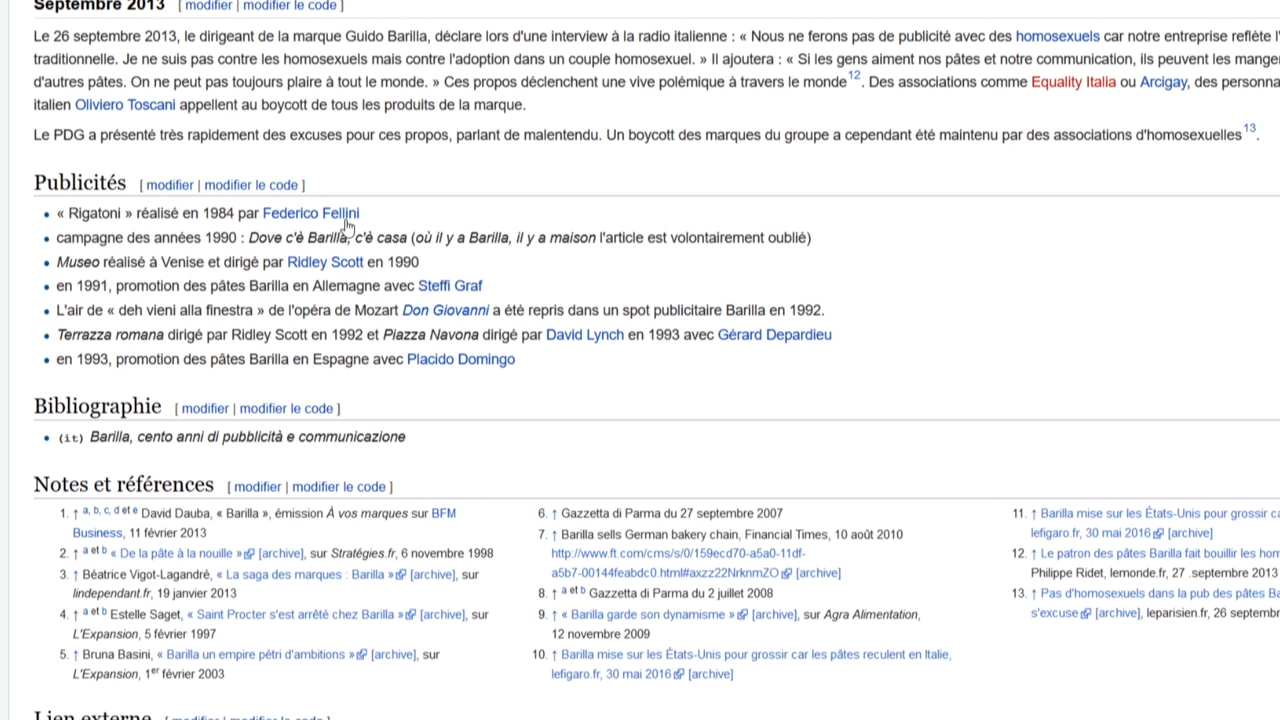 Septembre 2013 [ modifier | modifier le code ]
Le 26 septembre 2013, le dirigeant de la marque Guido Barilla, déclare lors d'une interview à la radio italienne : « Nous ne ferons pas de publicité avec des homosexuels car notre entreprise reflète l'
traditionnelle. Je ne suis pas contre les homosexuels mais contre l'adoption dans un couple homosexuel. » Il ajoutera : « Si les gens aiment nos pâtes et notre communication, ils peuvent les
d'autres pâtes. On ne peut pas toujours plaire à tout le monde. » Ces propos déclenchent une vive polémique à travers le monde 12. Des associations comme Equality Italia ou Arcigay, des
italien Oliviero Toscani appellent au boycott de tous les produits de la marque.
Le PDG a présenté très rapidement des excuses pour ces propos, parlant de malentendu. Un boycott des marques du groupe a cependant été maintenu par des associations d'homosexuelles 13.
Publicités [ modifier | modifier le code ]
• « Rigatoni » réalisé en 1984 par Federico Fellini
• campagne des années 1990 : Dove c'è Barilla, c'è casa (où il y a Barilla, il y a maison l'article est volontairement oublié)
• Museo réalisé à Venise et dirigé par Ridley Scott en 1990
• en 1991, promotion des pâtes Barilla en Allemagne avec Steffi Graf
• L'air de « deh vieni alla finestra » de l'opéra de Mozart Don Giovanni a été repris dans un spot publicitaire Barilla en 1992.
• Terrazza romana dirigé par Ridley Scott en 1992 et Piazza Navona dirigé par David Lynch en 1993 avec Gérard Depardieu
• en 1993, promotion des pâtes Barilla en Espagne avec Placido Domingo
Bibliographie [ modifier | modifier le code ]
• (it) Barilla, cento anni di pubblicità e communicazione
Notes et références [ modifier | modifier le code ]
1. ↑ a, b, c, d et e David Dauba, « Barilla », émission À vos marques sur BFM
Business, 11 février 2013
2. ↑ a et b « De la pâte à la nouille » [archive], sur Stratégies.fr, 6 novembre 1998
3. ↑ Béatrice Vigot-Lagandré, « La saga des marques : Barilla » [archive], sur
lindependant.fr, 19 janvier 2013
4. ↑ a et b Estelle Saget, « Saint Procter s'est arrêté chez Barilla » [archive], sur
L'Expansion, 5 février 1997
5. ↑ Bruna Basini, « Barilla un empire pétri d'ambitions » [archive], sur
L'Expansion, 1er février 2003
6. ↑ Gazzetta di Parma du 27 septembre 2007
7. ↑ Barilla sells German bakery chain, Financial Times, 10 août 2010
http://www.ft.com/cms/s/0/159ecd70-a5a0-11df-
a5b7-00144feabdc0.html#axzz22NrknmZO [archive]
8. ↑ a et b Gazzetta di Parma du 2 juillet 2008
9. ↑ « Barilla garde son dynamisme » [archive], sur Agra Alimentation,
12 novembre 2009
10. ↑ Barilla mise sur les États-Unis pour grossir car les pâtes reculent en Italie,
lefigaro.fr, 30 mai 2016 [archive]
11. ↑ Barilla mise sur les États-Unis pour grossir
lefigaro.fr, 30 mai 2016 [archive]
12. ↑ Le patron des pâtes Barilla fait bouillir les
Philippe Ridet, lemonde.fr, 27 .septembre 2013
13. ↑ Pas d'homosexuels dans la pub des pâtes
s'excuse [archive], leparisien.fr, 26
Lien externe [ modifier | modifier le code ]